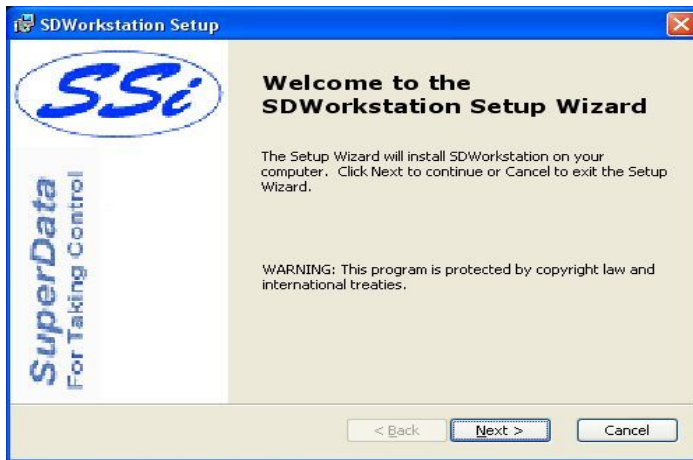 SDWorkstation Setup
SSi
SuperData
For Taking Control
Welcome to the
SDWorkstation Setup Wizard
The Setup Wizard will install SDWorkstation on your
computer.  Click Next to continue or Cancel to exit the Setup
Wizard.
WARNING: This program is protected by copyright law and
international treaties.
< Back
Next >
Cancel